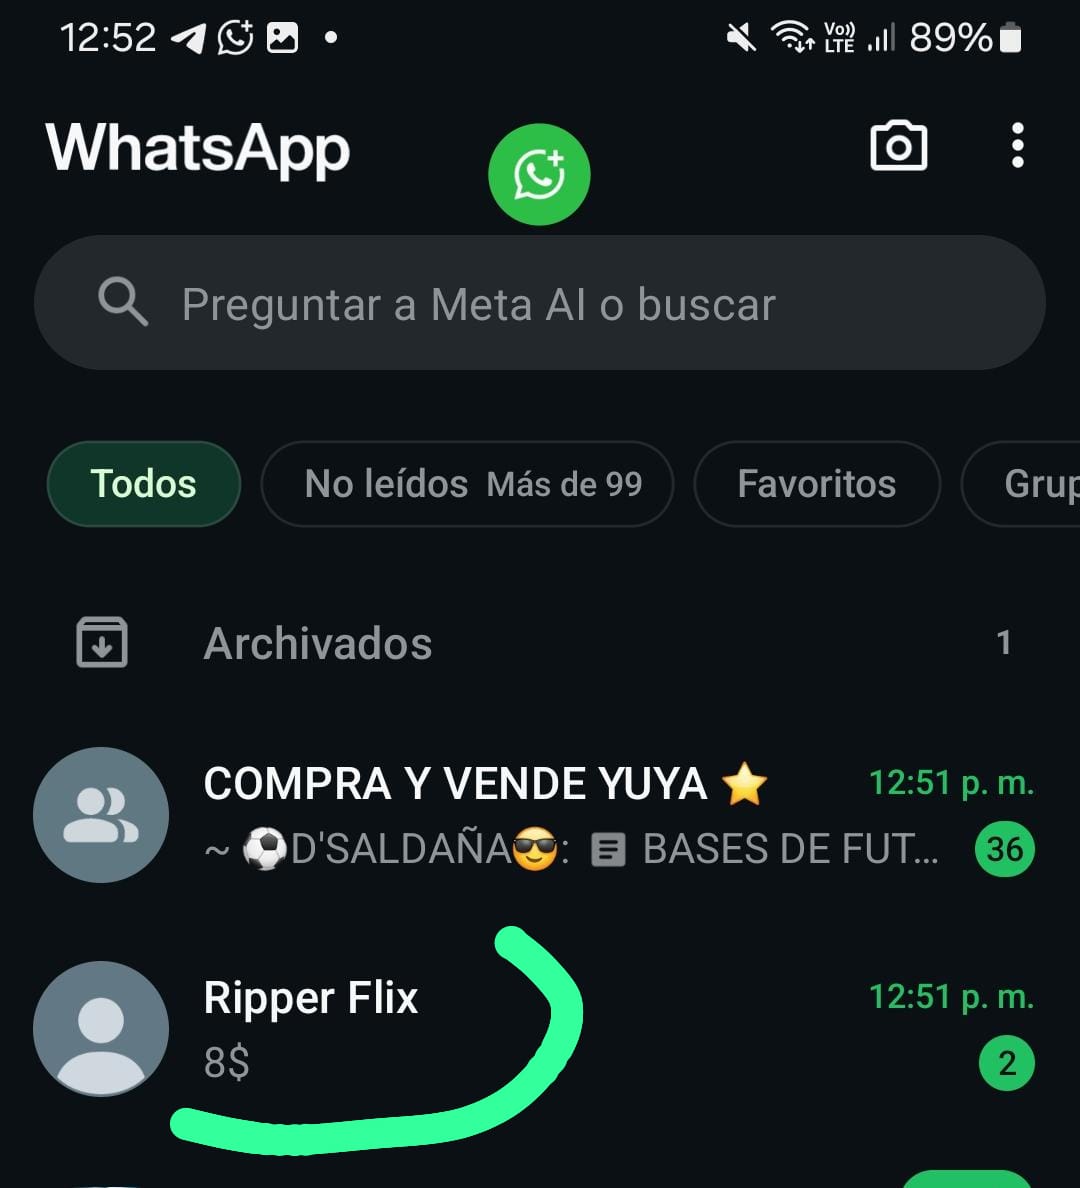 12:52 Vo)) LTE 89%
WhatsApp
Preguntar a Meta AI o buscar
Todos No leídos Más de 99 Favoritos Grup
Archivados 1
COMPRA Y VENDE YUYA ⭐ 12:51 p. m.
~ ⚽D'SALDAÑA😎: BASES DE FUT... 36
Ripper Flix 12:51 p. m.
8$ 2